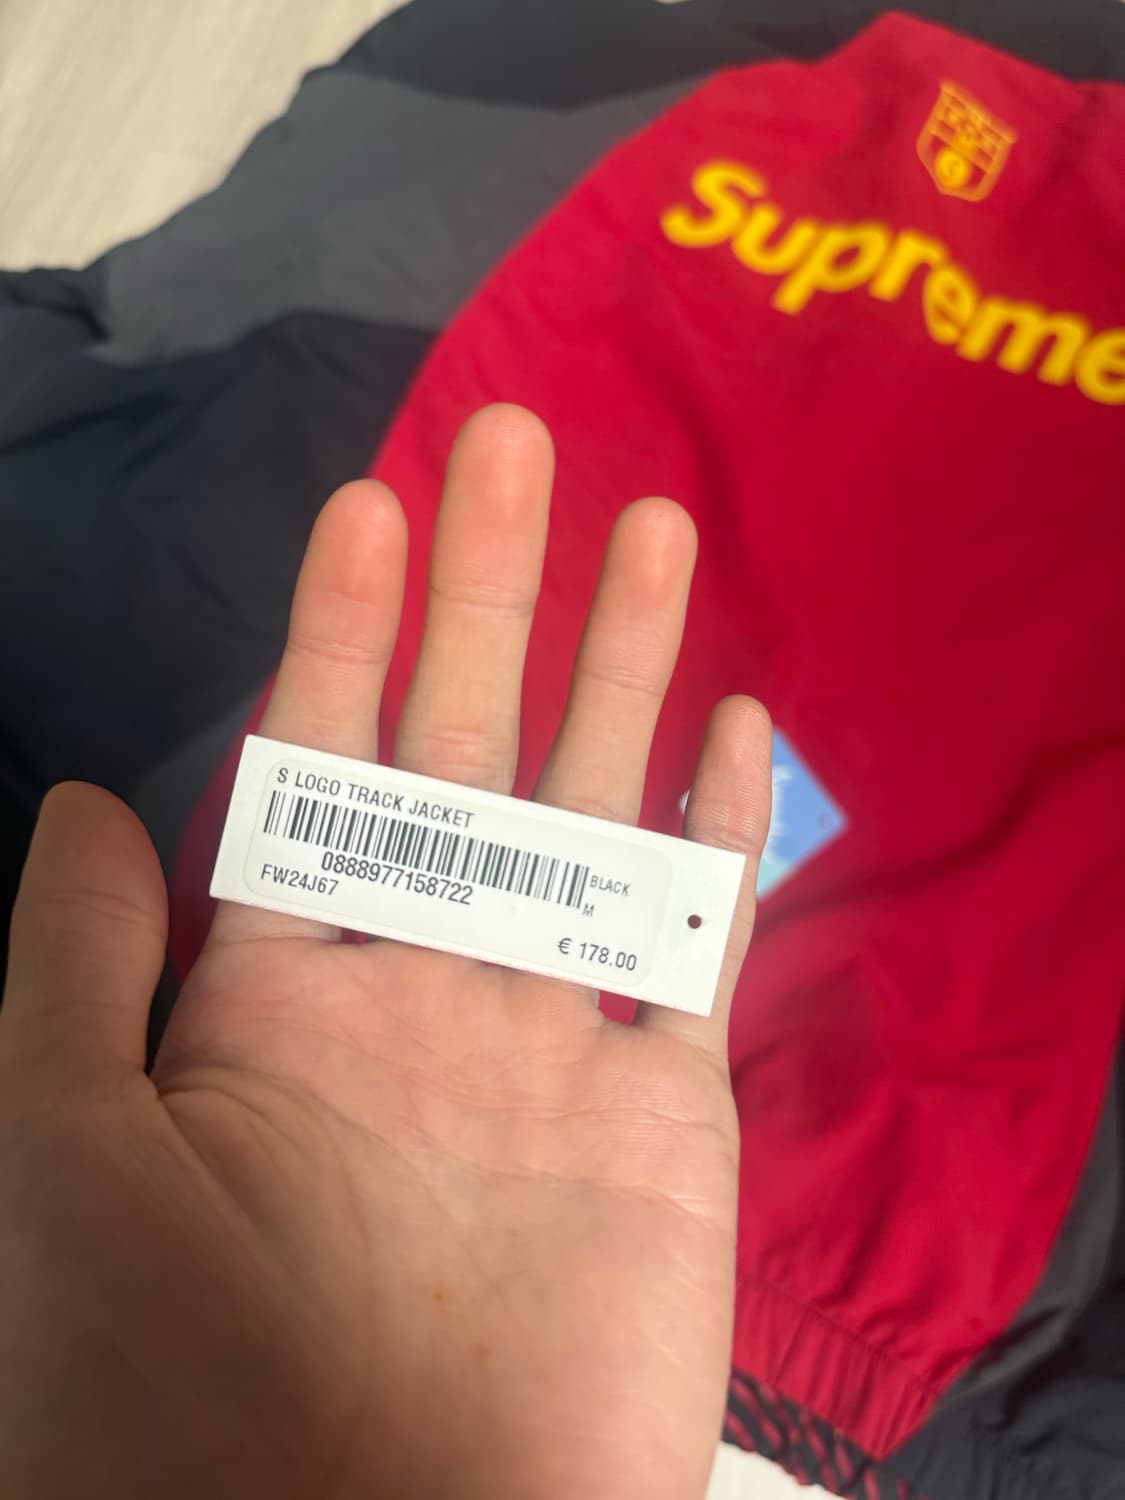 Supreme
S LOGO TRACK JACKET
0888977158722
BLACK
FW24J67
M
€ 178.00